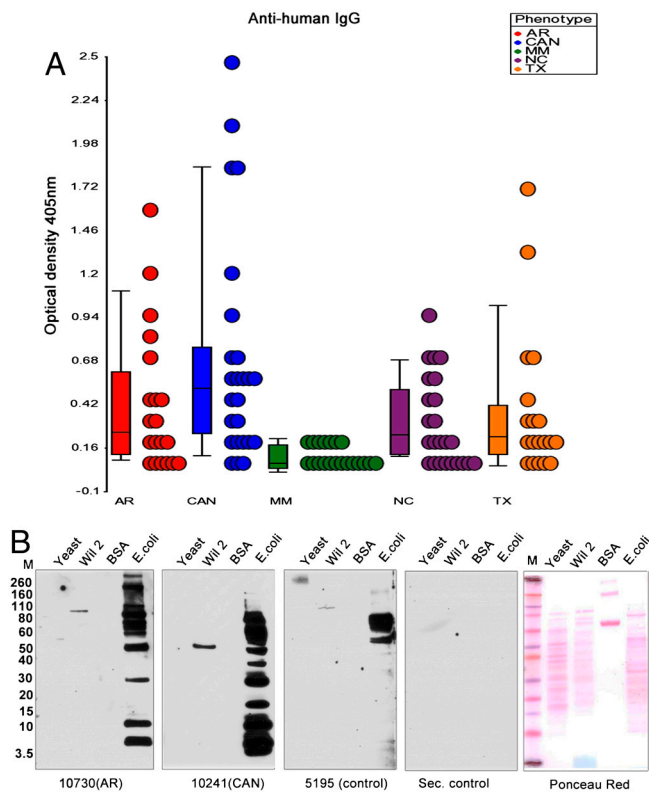 Anti-human IgG
Phenotype
AR
CAN
MM
NC
TX
A
Optical density 405nm
2.5
2.24
1.98
1.72
1.46
1.2
0.94
0.68
0.42
0.16
-0.1
AR CAN MM NC TX
B
M Yeast Wil 2 BSA E.coli Yeast Wil 2 BSA E.coli Yeast Wil 2 BSA E.coli Yeast Wil 2 BSA E.coli M Yeast Wil 2 BSA E.coli
260
160
110
80
60
50
40
30
20
15
10
3.5
10730(AR) 10241(CAN) 5195 (control) Sec. control Ponceau Red